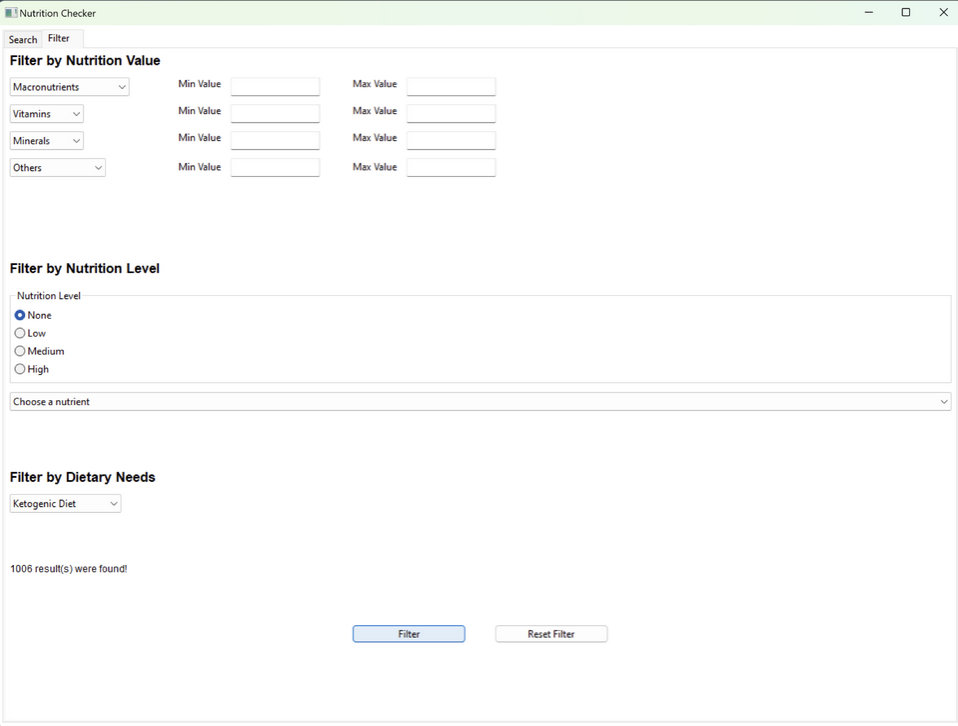 Nutrition Checker
Search Filter
Filter by Nutrition Value
Macronutrients Min Value Max Value
Vitamins Min Value Max Value
Minerals Min Value Max Value
Others Min Value Max Value
Filter by Nutrition Level
Nutrition Level
None
Low
Medium
High
Choose a nutrient
Filter by Dietary Needs
Ketogenic Diet
1006 result(s) were found!
Filter Reset Filter